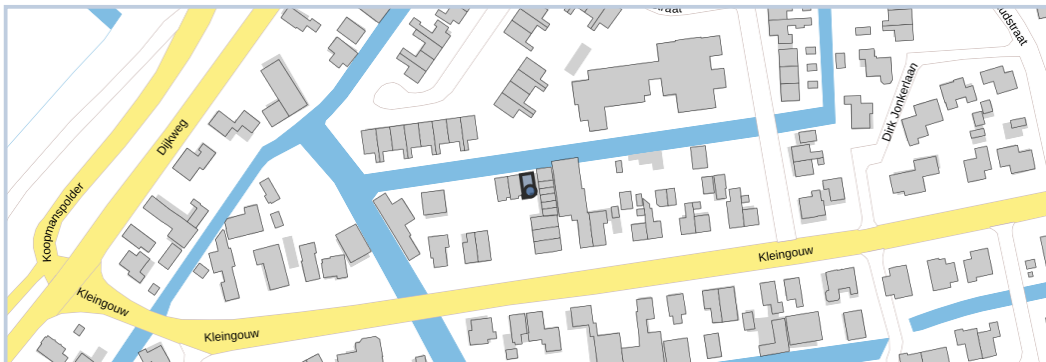 Dijkweg
Dirk Jonkerlaan
Koopmanspolder
Kleingouw
Kleingouw
Kleingouw